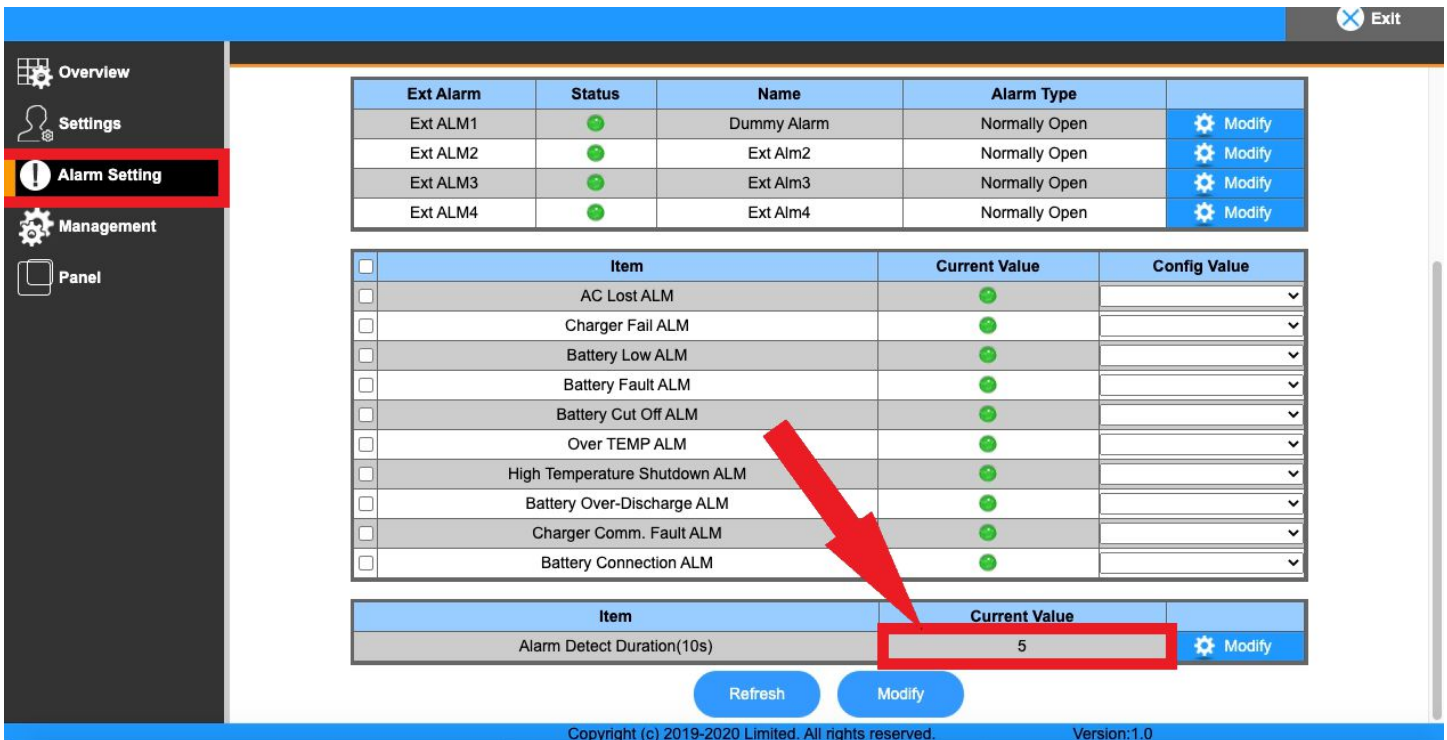 Exit
Overview
Settings
Alarm Setting
Management
Panel
Ext Alarm Status Name Alarm Type
Ext ALM1 Dummy Alarm Normally Open Modify
Ext ALM2 Ext Alm2 Normally Open Modify
Ext ALM3 Ext Alm3 Normally Open Modify
Ext ALM4 Ext Alm4 Normally Open Modify
Item Current Value Config Value
AC Lost ALM
Charger Fail ALM
Battery Low ALM
Battery Fault ALM
Battery Cut Off ALM
Over TEMP ALM
High Temperature Shutdown ALM
Battery Over-Discharge ALM
Charger Comm. Fault ALM
Battery Connection ALM
Item Current Value
Alarm Detect Duration(10s) 5 Modify
Refresh Modify
Copyright (c) 2019-2020 Limited. All rights reserved. Version:1.0